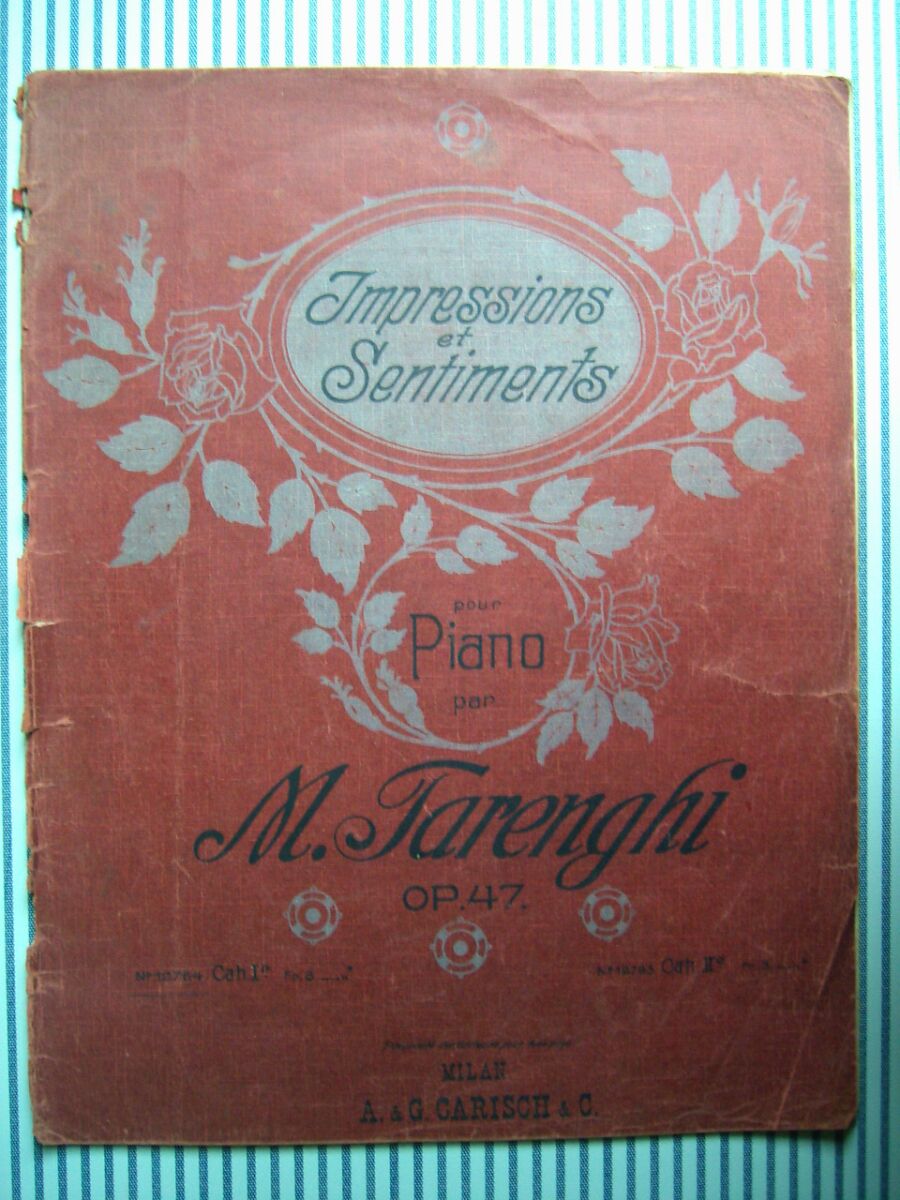 Impressions
et
Sentiments
pour
Piano
par
M. Tarenghi
OP. 47.
Cah. I
Cah. II
MILAN
A. & G. CARISCH & C.